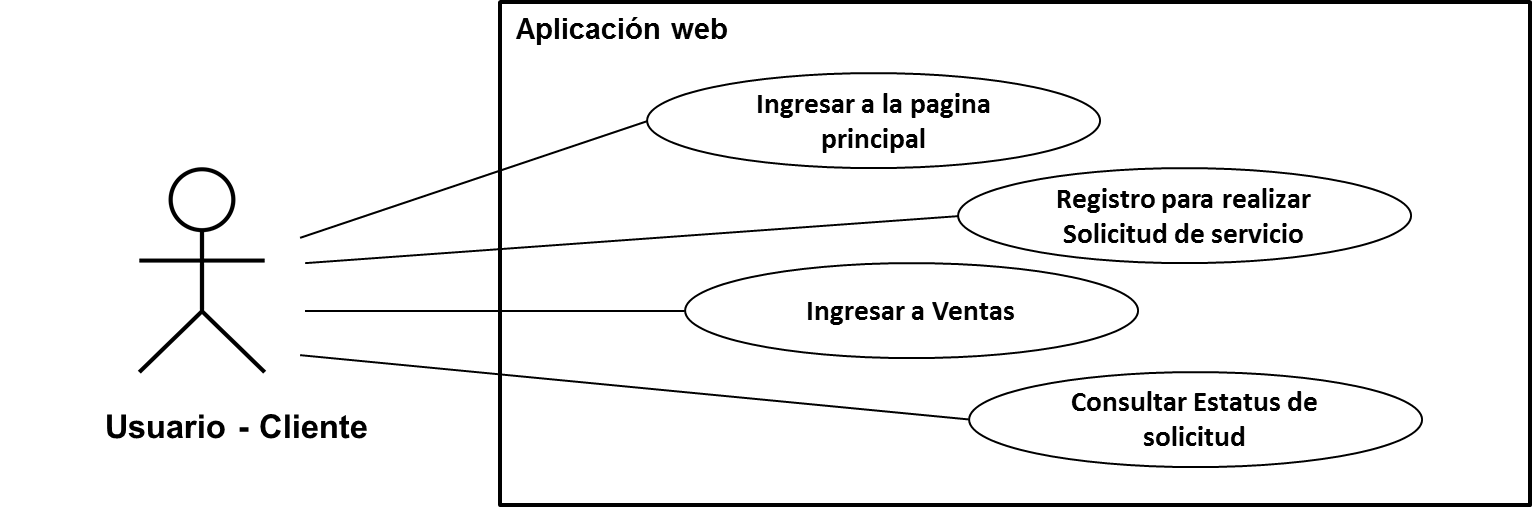 Aplicación web
Ingresar a la pagina
principal
Registro para realizar
Solicitud de servicio
Ingresar a Ventas
Consultar Estatus de
solicitud
Usuario - Cliente